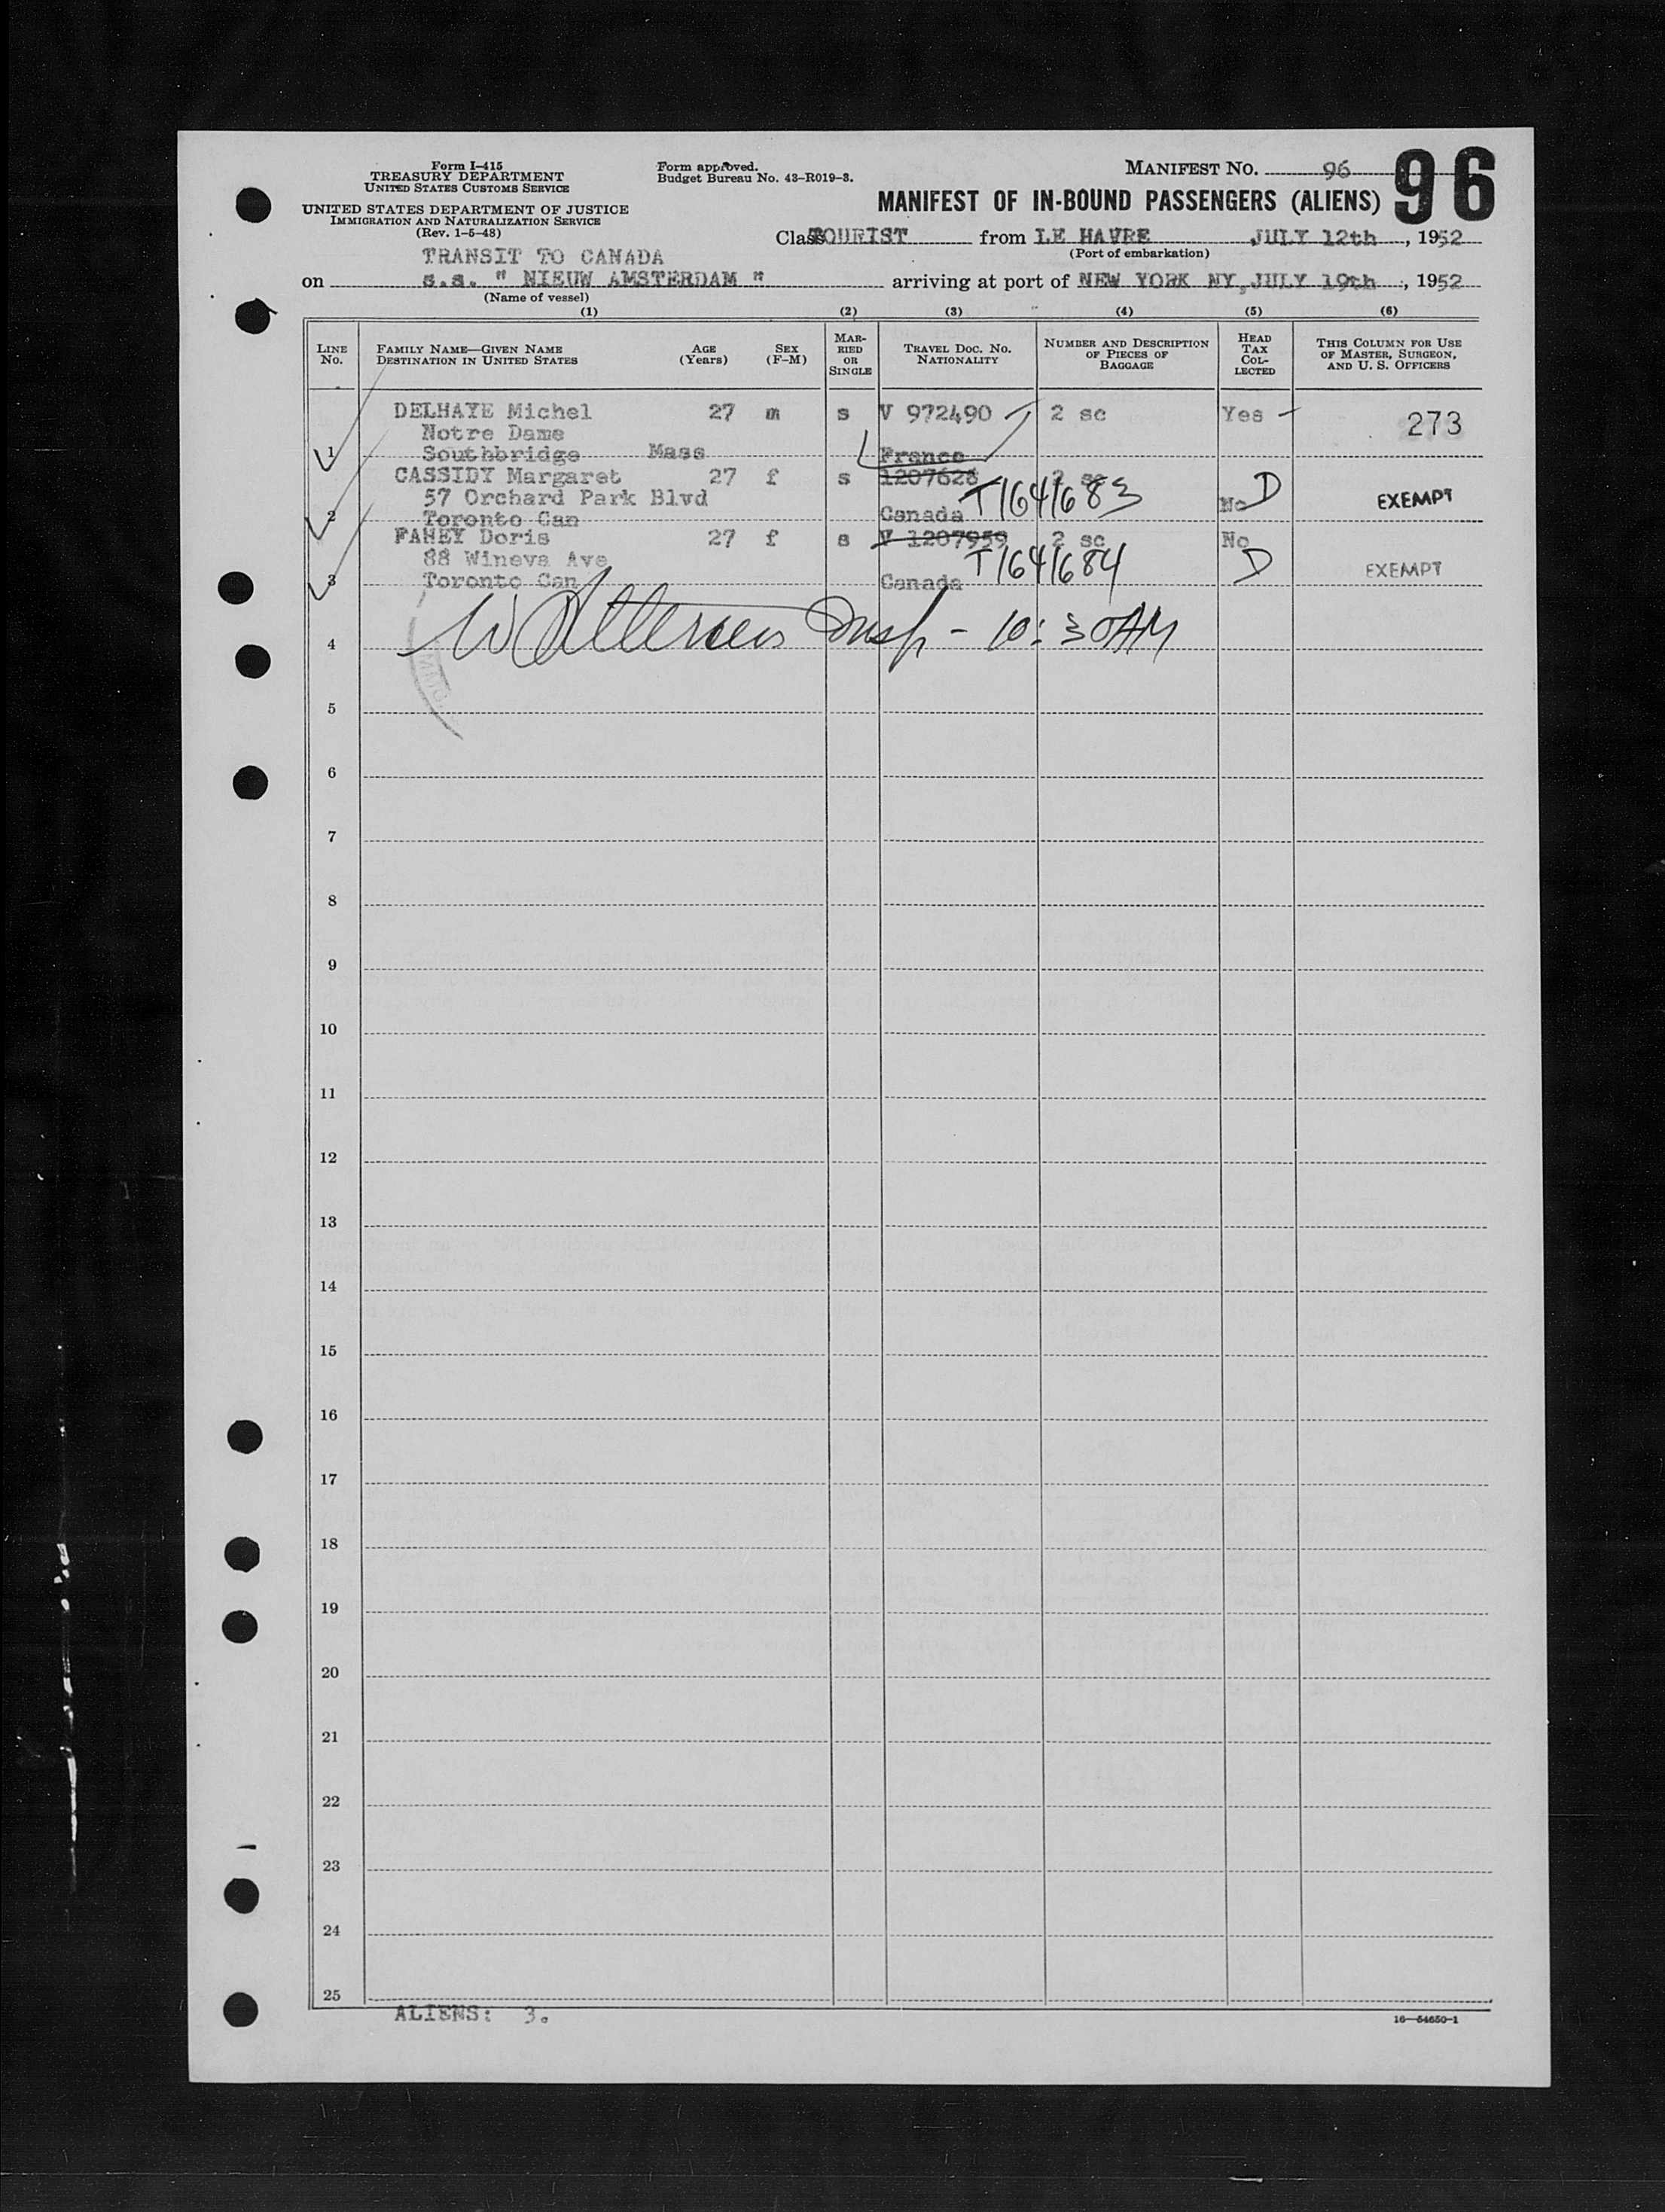 Form I-415
TREASURY DEPARTMENT
UNITED STATES CUSTOMS SERVICE
UNITED STATES DEPARTMENT OF JUSTICE
IMMIGRATION AND NATURALIZATION SERVICE
(Rev. 1-5-48)
Form approved.
Budget Bureau No. 43-R019-3.
MANIFEST No. 96
96
MANIFEST OF IN-BOUND PASSENGERS (ALIENS)
Class TOURIST from LE HAVRE JULY 12th, 1952
(Port of embarkation)
TRANSIT TO CANADA
on s.s. " NIEUW AMSTERDAM " arriving at port of NEW YORK NY, JULY 19th, 1952
(Name of vessel)
(1) (2) (3) (4) (5) (6)
LINE No.
FAMILY NAME—GIVEN NAME
DESTINATION IN UNITED STATES
AGE (Years)
SEX (F-M)
MARRIED OR SINGLE
TRAVEL DOC. NO.
NATIONALITY
NUMBER AND DESCRIPTION OF PIECES OF BAGGAGE
HEAD TAX COLLECTED
THIS COLUMN FOR USE OF MASTER, SURGEON, AND U. S. OFFICERS
DELHAYE Michel 27 m s V 972490 2 sc Yes 273
Notre Dame
1 Southbridge Mass France
CASSIDY Margaret 27 f s 1207628 2 sc
57 Orchard Park Blvd T1641683 No D EXEMPT
2 Toronto Can Canada
FAHEY Doris 27 f s V 1207959 2 sc No
88 Wineva Ave T1641684 D EXEMPT
3 Toronto Can Canada
4 Insp - 10:30AM
5
6
7
8
9
10
11
12
13
14
15
16
17
18
19
20
21
22
23
24
25
ALIENS: 3.
16—54650-1